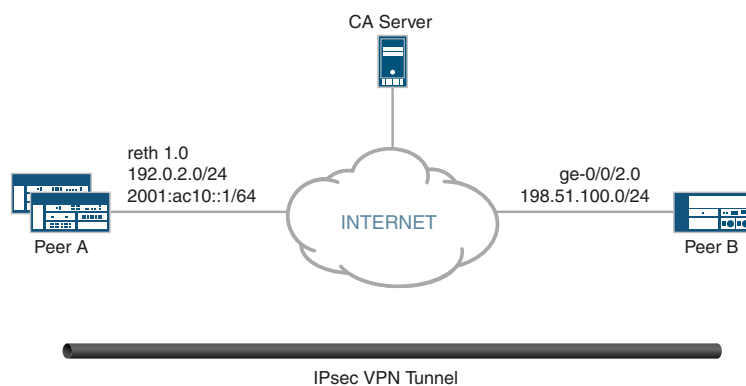 CA Server
reth 1.0
192.0.2.0/24
2001:ac10::1/64
Peer A
INTERNET
ge-0/0/2.0
198.51.100.0/24
Peer B
IPsec VPN Tunnel